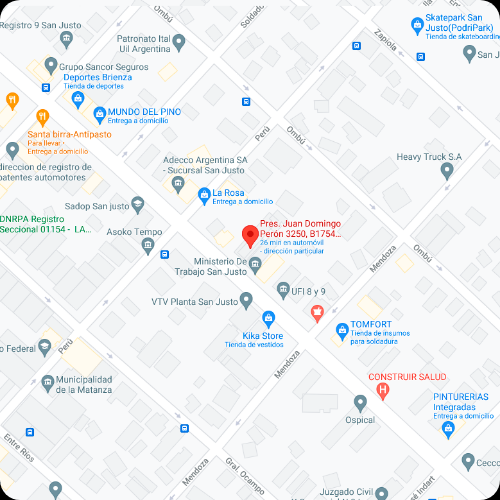 Ombú
Soldad
Registro 9 San Justo
Patronato Ital
Uil Argentina
Skatepark San
Justo(PodriPark)
Tienda de skateboardin
Zapiola
San J
Grupo Sancor Seguros
Deportes Brienza
Tienda de deportes
MUNDO DEL PINO
Entrega a domicilio
Santa birra-Antipasto
Para llevar ·
Entrega a domicilio
Perú
Ombú
direccion de registro de
patentes automotores
Adecco Argentina SA
- Sucursal San Justo
Heavy Truck S.A
La Rosa
Entrega a domicilio
Sadop San justo
DNRPA Registro
Seccional 01154 - LA...
Asoko Tempo
Pres. Juan Domingo
Perón 3250, B1754...
26 min en automóvil
- dirección particular
Ministerio De
Trabajo San Justo
Mendoza
Ombú
UFI 8 y 9
VTV Planta San Justo
Kika Store
Tienda de vestidos
TOMFORT
Tienda de insumos
para soldadura
Perú
o Federal
Mendoza
Municipalidad
de la Matanza
CONSTRUIR SALUD
Ospical
PINTURERÍAS
Integradas
Entrega a domicilio
Entre Ríos
Mendoza
Gral. Ocampo
Cecco
Juzgado Civil
José Indart